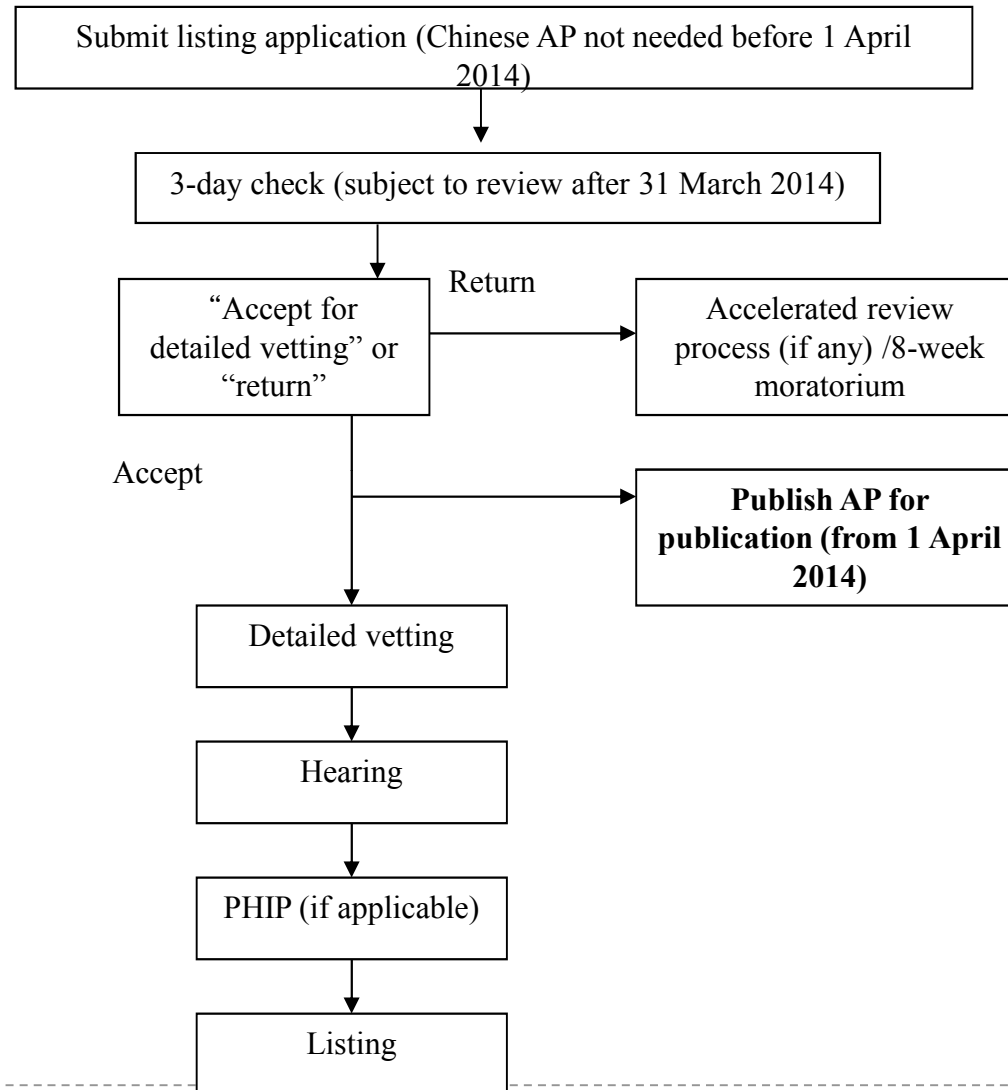 Submit listing application (Chinese AP not needed before 1 April
2014)
3-day check (subject to review after 31 March 2014)
“Accept for
detailed vetting” or
“return”
Return
Accelerated review
process (if any) /8-week
moratorium
Accept
Publish AP for
publication (from 1 April
2014)
Detailed vetting
Hearing
PHIP (if applicable)
Listing